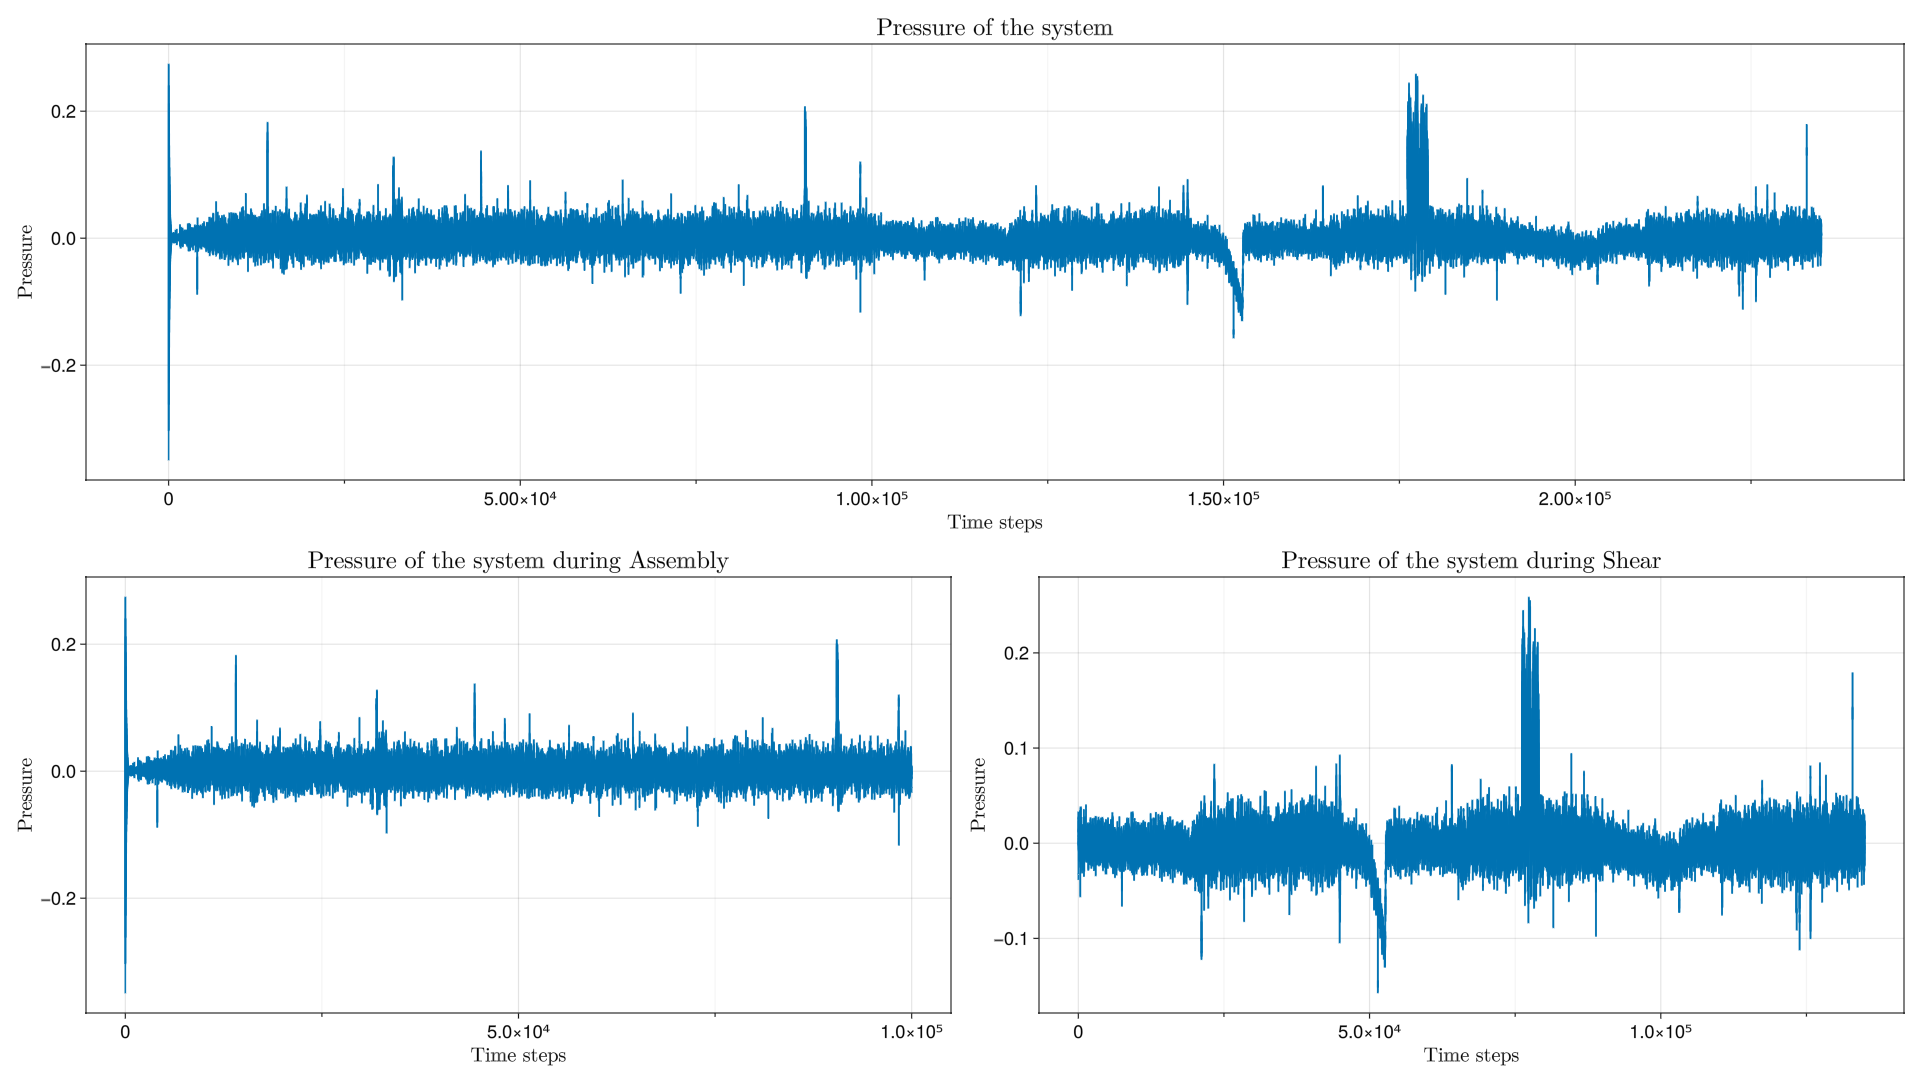 Pressure of the system
Pressure
0.2
0.0
−0.2
0
5.00×10⁴
1.00×10⁵
1.50×10⁵
2.00×10⁵
Time steps
Pressure of the system during Assembly
Pressure
0.2
0.0
−0.2
0
5.0×10⁴
1.0×10⁵
Time steps
Pressure of the system during Shear
Pressure
0.2
0.1
0.0
−0.1
0
5.0×10⁴
1.0×10⁵
Time steps